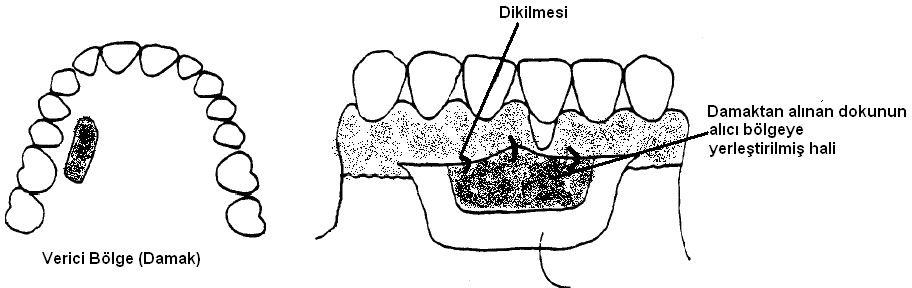 Dikilmesi
Damaktan alınan dokunun
alıcı bölgeye
yerleştirilmiş hali
Verici Bölge (Damak)